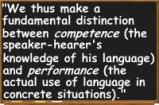 "We thus make a
fundamental distinction
between competence (the
speaker-hearer's
knowledge of his language)
and performance (the
actual use of language in
concrete situations)."